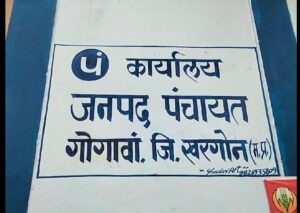 पं कार्यालय
जनपद पंचायत
गोगावां. जि. खरगोन (म.प्र.)